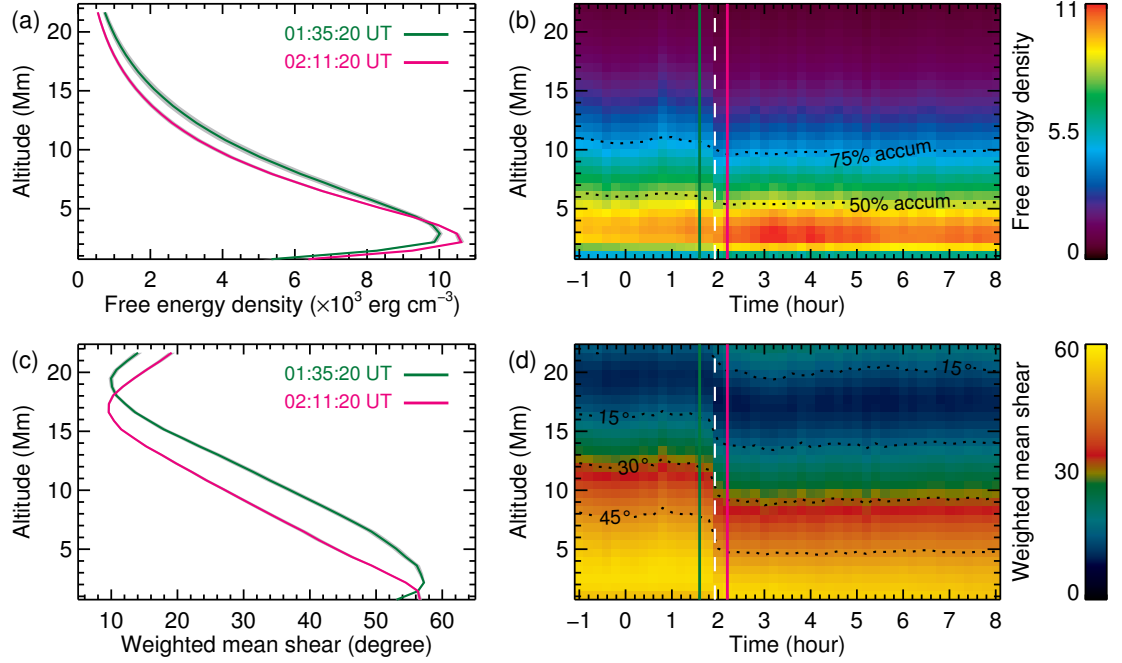 (a)
01:35:20 UT
02:11:20 UT
Altitude (Mm)
20
15
10
5
0 2 4 6 8 10
Free energy density (×10³ erg cm⁻³)
(b)
75% accum.
50% accum.
Altitude (Mm)
20
15
10
5
−1 0 1 2 3 4 5 6 7 8
Time (hour)
Free energy density
11
5.5
0
(c)
01:35:20 UT
02:11:20 UT
Altitude (Mm)
20
15
10
5
10 20 30 40 50 60
Weighted mean shear (degree)
(d)
15°
15°
30°
45°
Altitude (Mm)
20
15
10
5
−1 0 1 2 3 4 5 6 7 8
Time (hour)
Weighted mean shear
60
30
0